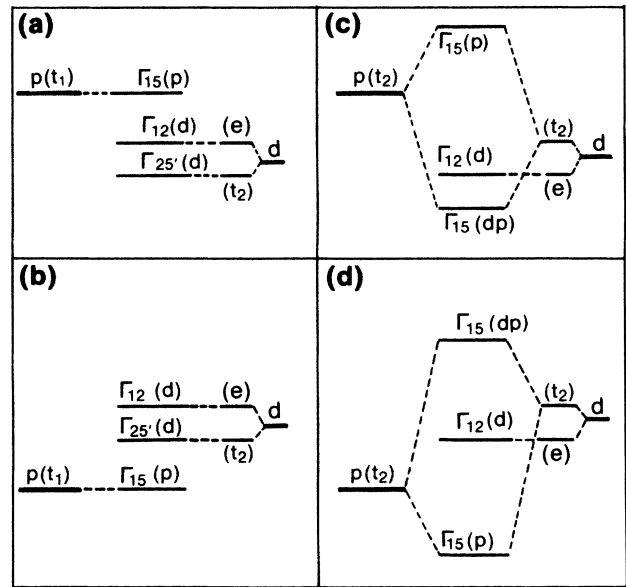 (a)
p(t₁) Γ₁₅(p)
Γ₁₂(d) (e)
d
Γ₂₅'(d)
(t₂)
(c)
Γ₁₅(p)
p(t₂)
(t₂)
d
Γ₁₂(d)
(e)
Γ₁₅(dp)
(b)
Γ₁₂ (d) (e)
d
Γ₂₅'(d)
(t₂)
p(t₁) Γ₁₅ (p)
(d)
Γ₁₅(dp)
(t₂)
d
Γ₁₂(d)
(e)
p(t₂)
Γ₁₅(p)